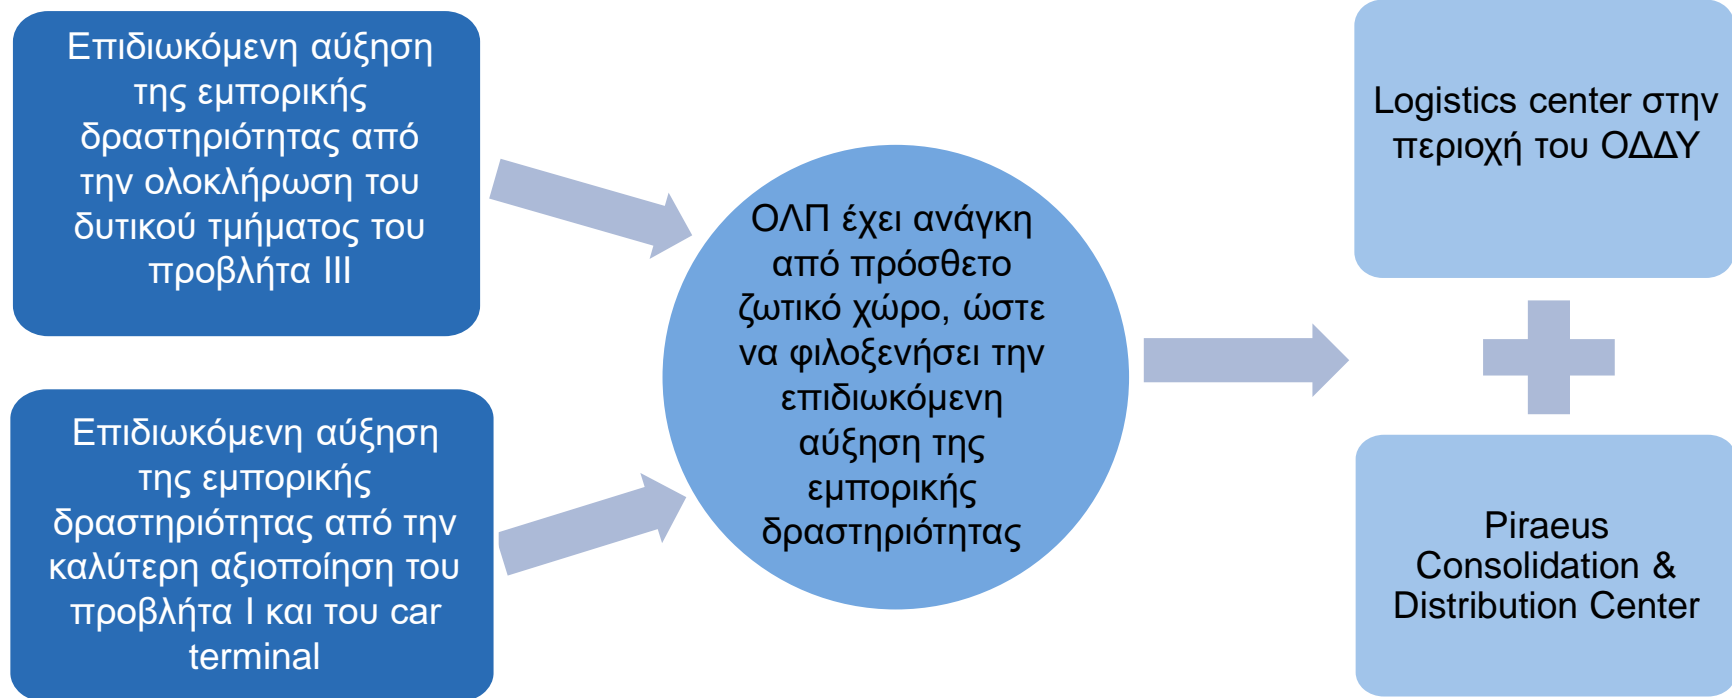 Επιδιωκόμενη αύξηση
της εμπορικής
δραστηριότητας από
την ολοκλήρωση του
δυτικού τμήματος του
προβλήτα III
Επιδιωκόμενη αύξηση
της εμπορικής
δραστηριότητας από την
καλύτερη αξιοποίηση του
προβλήτα I και του car
terminal
ΟΛΠ έχει ανάγκη
από πρόσθετο
ζωτικό χώρο, ώστε
να φιλοξενήσει την
επιδιωκόμενη
αύξηση της
εμπορικής
δραστηριότητας
Logistics center στην
περιοχή του ΟΔΔΥ
Piraeus
Consolidation &
Distribution Center